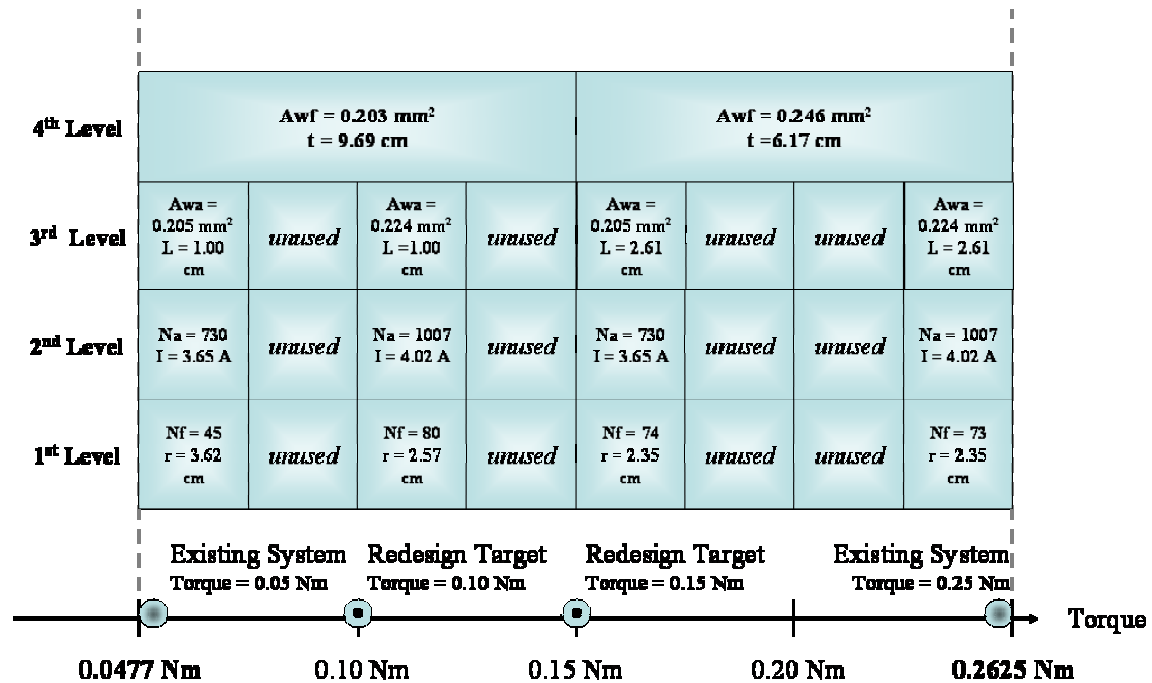 4th Level
Awf = 0.203 mm²
t = 9.69 cm
Awf = 0.246 mm²
t =6.17 cm
3rd Level
Awa =
0.205 mm²
L = 1.00
cm
unused
Awa =
0.224 mm²
L =1.00
cm
unused
Awa =
0.205 mm²
L = 2.61
cm
unused
unused
Awa =
0.224 mm²
L = 2.61
cm
2nd Level
Na = 730
I = 3.65 A
unused
Na = 1007
I = 4.02 A
unused
Na = 730
I = 3.65 A
unused
unused
Na = 1007
I = 4.02 A
1st Level
Nf = 45
r = 3.62
cm
unused
Nf = 80
r = 2.57
cm
unused
Nf = 74
r = 2.35
cm
unused
unused
Nf = 73
r = 2.35
cm
Existing System
Torque = 0.05 Nm
Redesign Target
Torque = 0.10 Nm
Redesign Target
Torque = 0.15 Nm
Existing System
Torque = 0.25 Nm
Torque
0.0477 Nm
0.10 Nm
0.15 Nm
0.20 Nm
0.2625 Nm